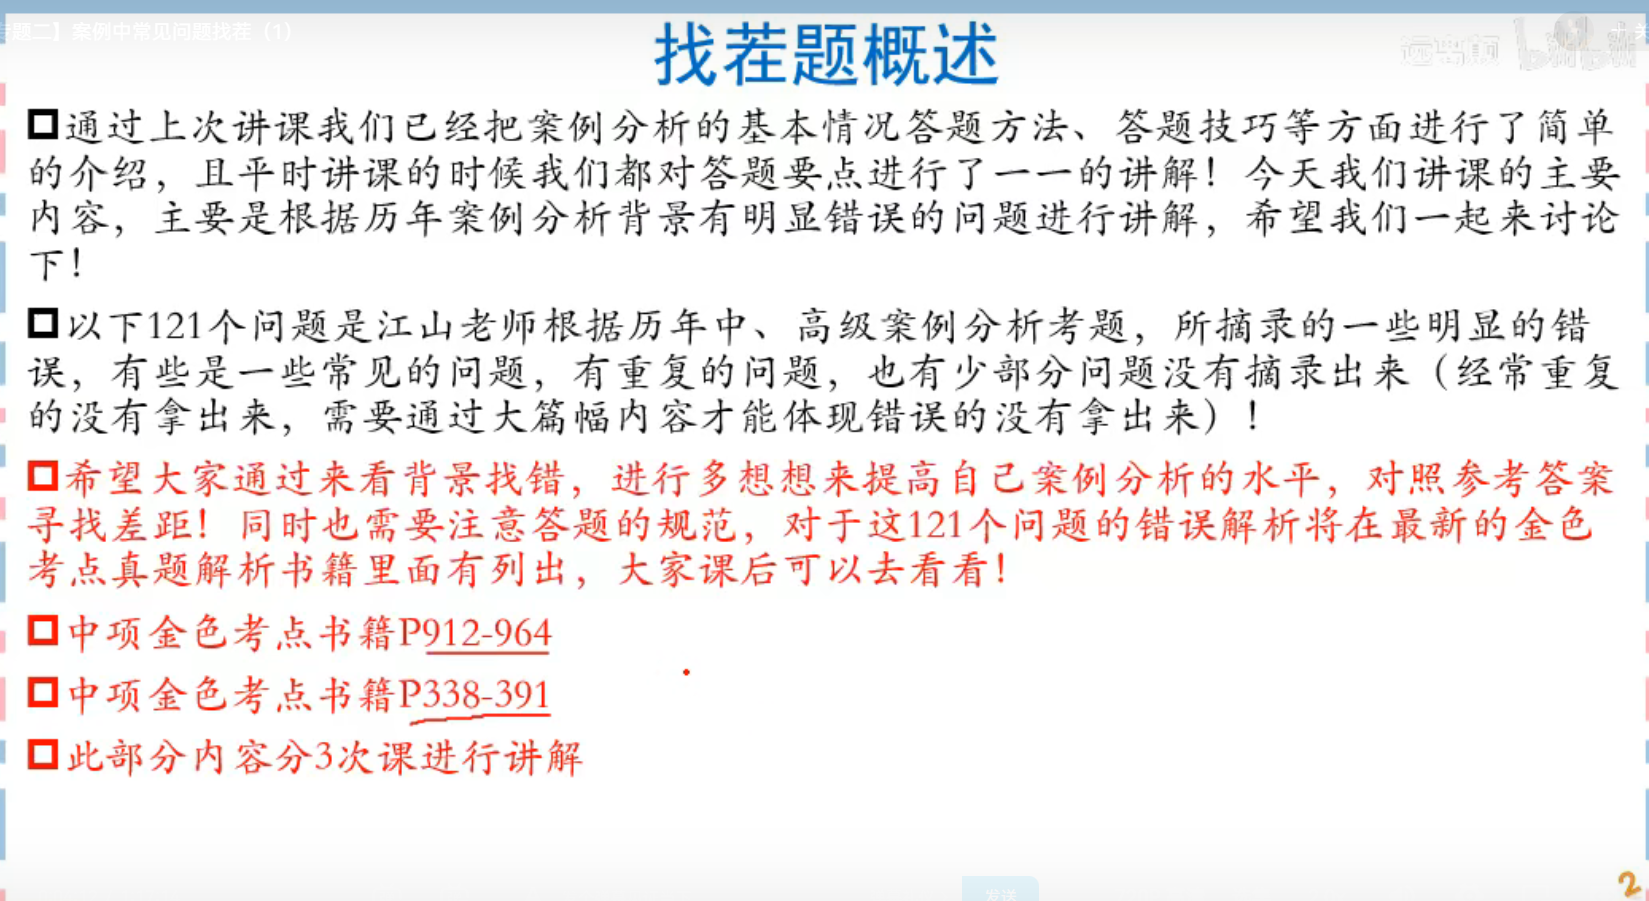 专题二】案例中常见问题找茬（1）
找茬题概述
通过上次讲课我们已经把案例分析的基本情况答题方法、答题技巧等方面进行了简单
的介绍，且平时讲课的时候我们都对答题要点进行了一一的讲解！今天我们讲课的主要
内容，主要是根据历年案例分析背景有明显错误的问题进行讲解，希望我们一起来讨论
下！
以下121个问题是江山老师根据历年中、高级案例分析考题，所摘录的一些明显的错
误，有些是一些常见的问题，有重复的问题，也有少部分问题没有摘录出来（经常重复
的没有拿出来，需要通过大篇幅内容才能体现错误的没有拿出来）！
希望大家通过来看背景找错，进行多想想来提高自己案例分析的水平，对照参考答案
寻找差距！同时也需要注意答题的规范，对于这121个问题的错误解析将在最新的金色
考点真题解析书籍里面有列出，大家课后可以去看看！
中项金色考点书籍P912-964
中项金色考点书籍P338-391
此部分内容分3次课进行讲解
发送
2